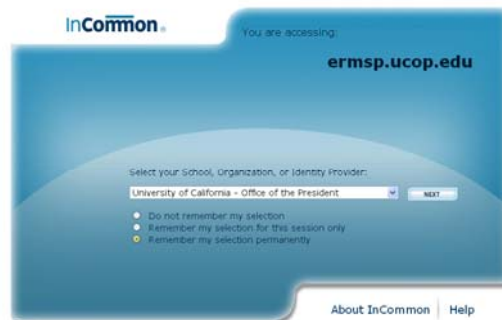 InCommon®
You are accessing:
ermsp.ucop.edu
Select your School, Organization, or Identity Provider:
University of California - Office of the President
NEXT
Do not remember my selection
Remember my selection for this session only
Remember my selection permanently
About InCommon | Help